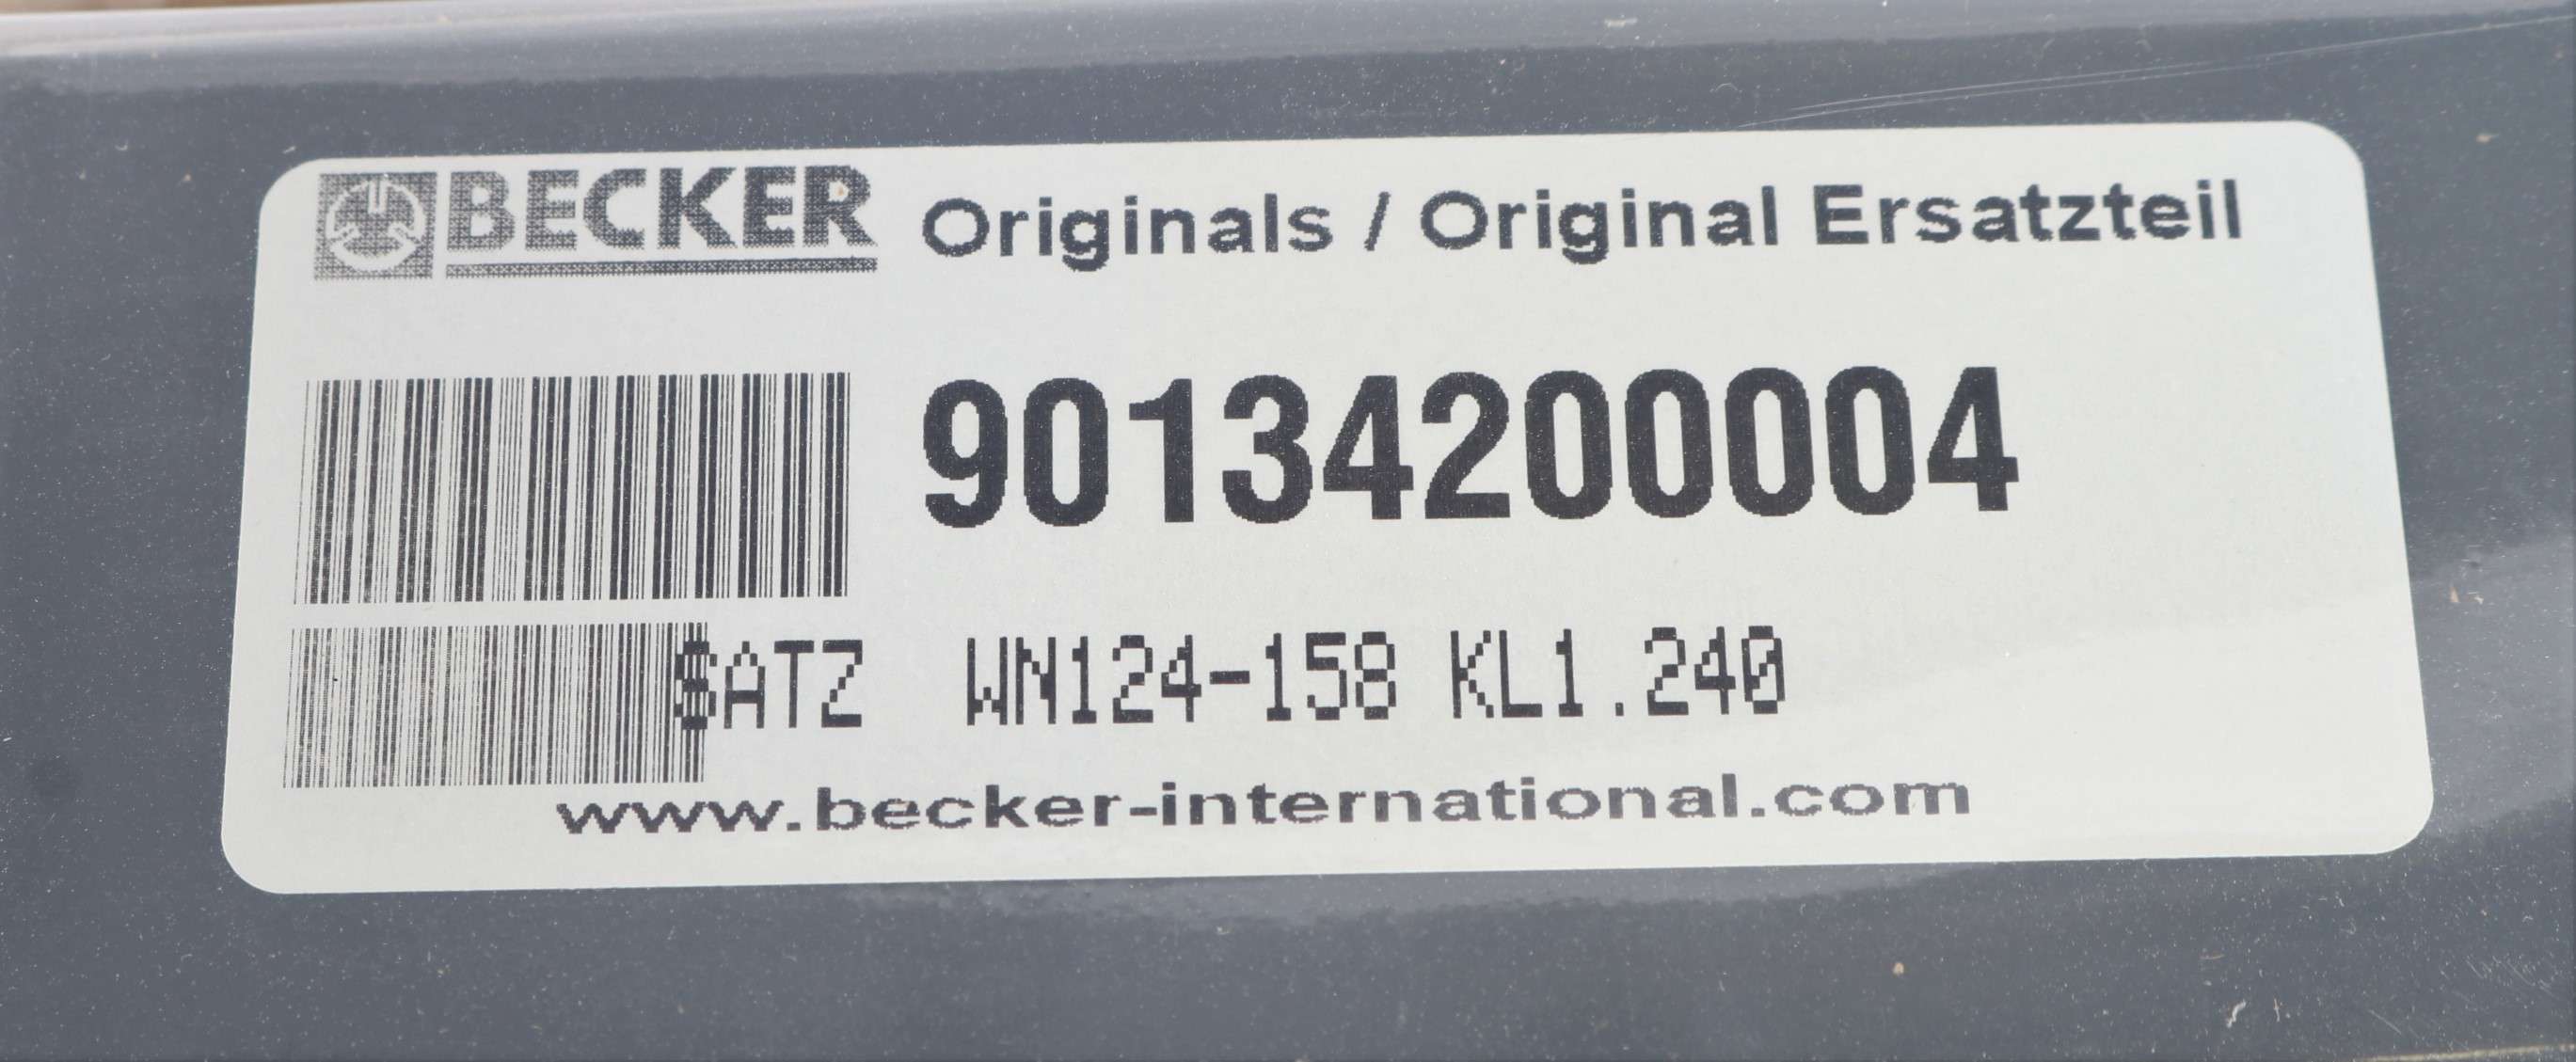 BECKER Originals / Original Ersatzteil
90134200004
SATZ WN124-158 KL1.240
www.becker-international.com